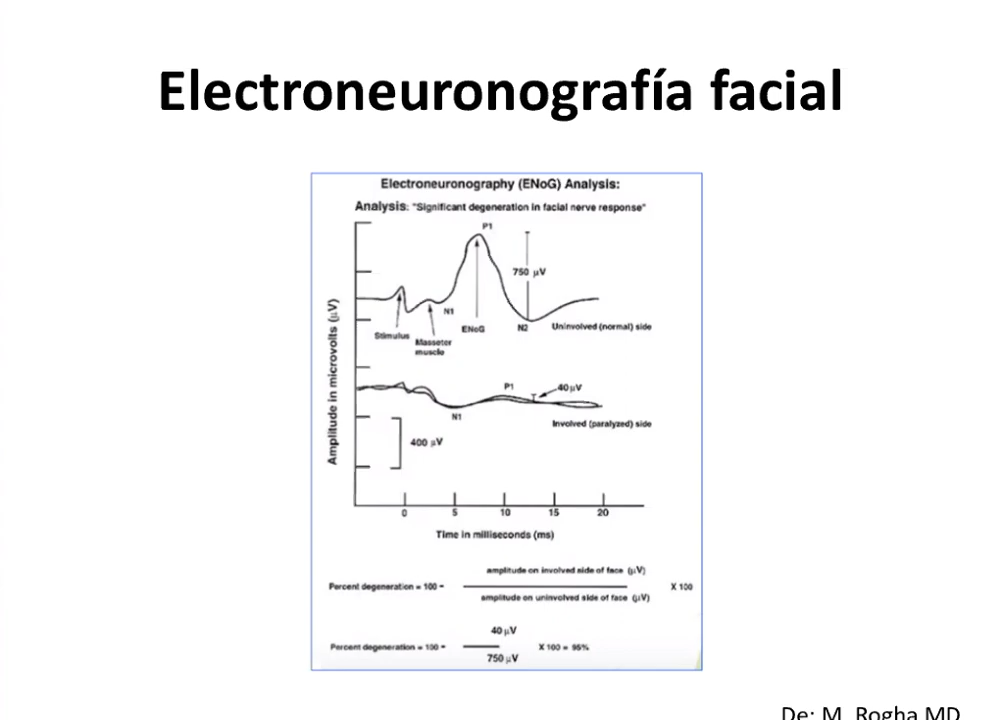 Electroneuronografía facial
Electroneuronography (ENoG) Analysis:
Analysis: "Significant degeneration in facial nerve response"
P1
750 µV
N1
Stimulus
ENoG
N2
Uninvolved (normal) side
Masseter
muscle
Amplitude in microvolts (µV)
P1
40 µV
N1
Involved (paralyzed) side
400 µV
0 5 10 15 20
Time in milliseconds (ms)
amplitude on involved side of face (µV)
Percent degeneration = 100 - X 100
amplitude on uninvolved side of face (µV)
40 µV
Percent degeneration = 100 - X 100 = 95%
750 µV
De: M. Rogha MD